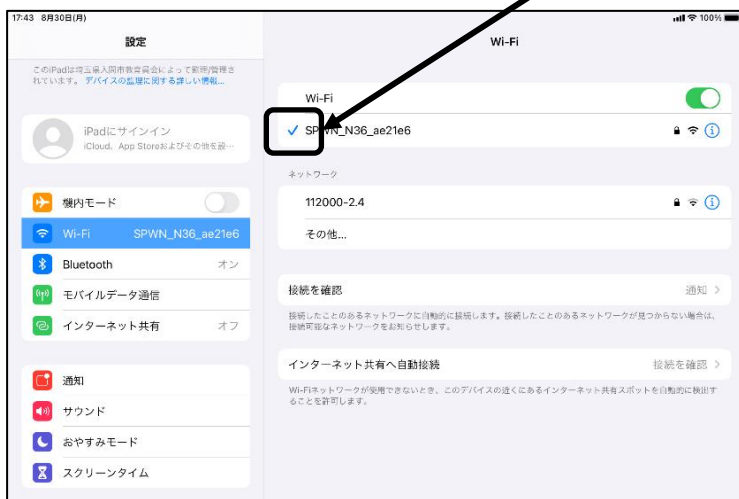 17:43 8月30日(月)
100%
設定
Wi-Fi
このiPadは埼玉県入間市教育委員会によって監理/管理さ
れています。デバイスの監理に関する詳しい情報...
iPadにサインイン
iCloud、App Storeおよびその他を設…
機内モード
Wi-Fi SPWN_N36_ae21e6
Bluetooth オン
モバイルデータ通信
インターネット共有 オフ
通知
サウンド
おやすみモード
スクリーンタイム
Wi-Fi
SPWN_N36_ae21e6
ネットワーク
112000-2.4
その他...
接続を確認 通知
接続したことのあるネットワークに自動的に接続します。接続したことのあるネットワークが見つからない場合は、
接続可能なネットワークをお知らせします。
インターネット共有へ自動接続 接続を確認
Wi-Fiネットワークが使用できないとき、このデバイスの近くにあるインターネット共有スポットを自動的に検出す
ることを許可します。